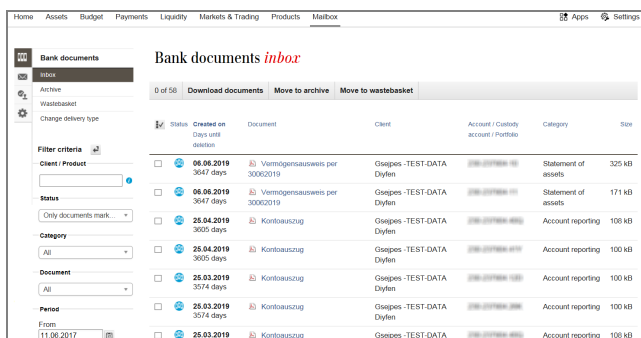 Home Assets Budget Payments Liquidity Markets & Trading Products Mailbox Apps Settings
Bank documents
Inbox
Archive
Wastebasket
Change delivery type
Filter criteria
Client / Product
Status
Only documents mark...
Category
All
Document
All
Period
From
11.06.2017
Bank documents inbox
0 of 58 Download documents Move to archive Move to wastebasket
Status Created on Document Client Account / Custody Category Size
Days until account / Portfolio
deletion
06.06.2019 Vermögensausweis per Gsejpes -TEST-DATA Statement of 325 kB
3647 days 30062019 Diyfen assets
06.06.2019 Vermögensausweis per Gsejpes -TEST-DATA Statement of 171 kB
3647 days 30062019 Diyfen assets
25.04.2019 Kontoauszug Gsejpes -TEST-DATA Account reporting 108 kB
3605 days Diyfen
25.04.2019 Kontoauszug Gsejpes -TEST-DATA Account reporting 100 kB
3605 days Diyfen
25.03.2019 Kontoauszug Gsejpes -TEST-DATA Account reporting 100 kB
3574 days Diyfen
25.03.2019 Kontoauszug Gsejpes -TEST-DATA Account reporting 100 kB
3574 days Diyfen
25.03.2019 Kontoauszug Gsejpes -TEST-DATA Account reporting 108 kB